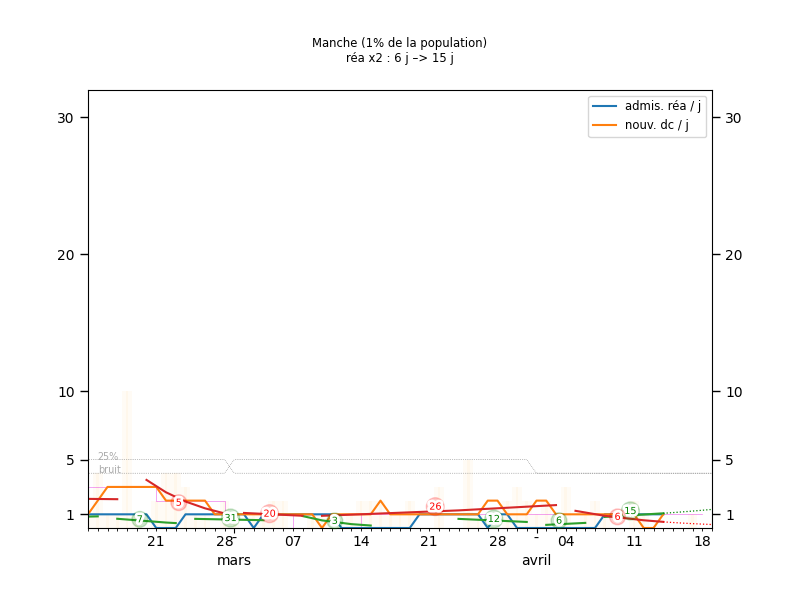 Manche (1% de la population)
réa x2 : 6 j –> 15 j
admis. réa / j
nouv. dc / j
30 30
20 20
10 10
5 5
1 1
25%
bruit
7 5 31 20 3 26 12 6 6 15
21 28 07 14 21 28 - 04 11 18
mars avril